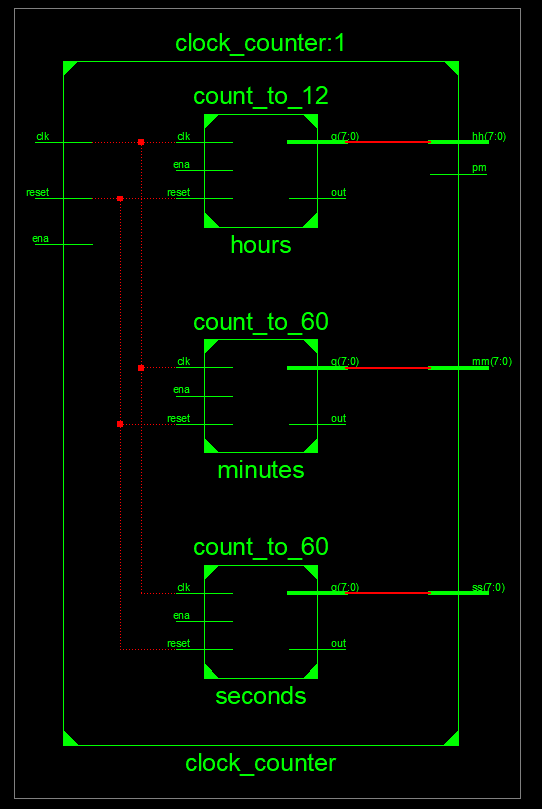 clock_counter:1
count_to_12
clk
clk
q(7:0)
hh(7:0)
ena
pm
reset
reset
out
ena
hours
count_to_60
clk
q(7:0)
mm(7:0)
ena
reset
out
minutes
count_to_60
clk
q(7:0)
ss(7:0)
ena
reset
out
seconds
clock_counter